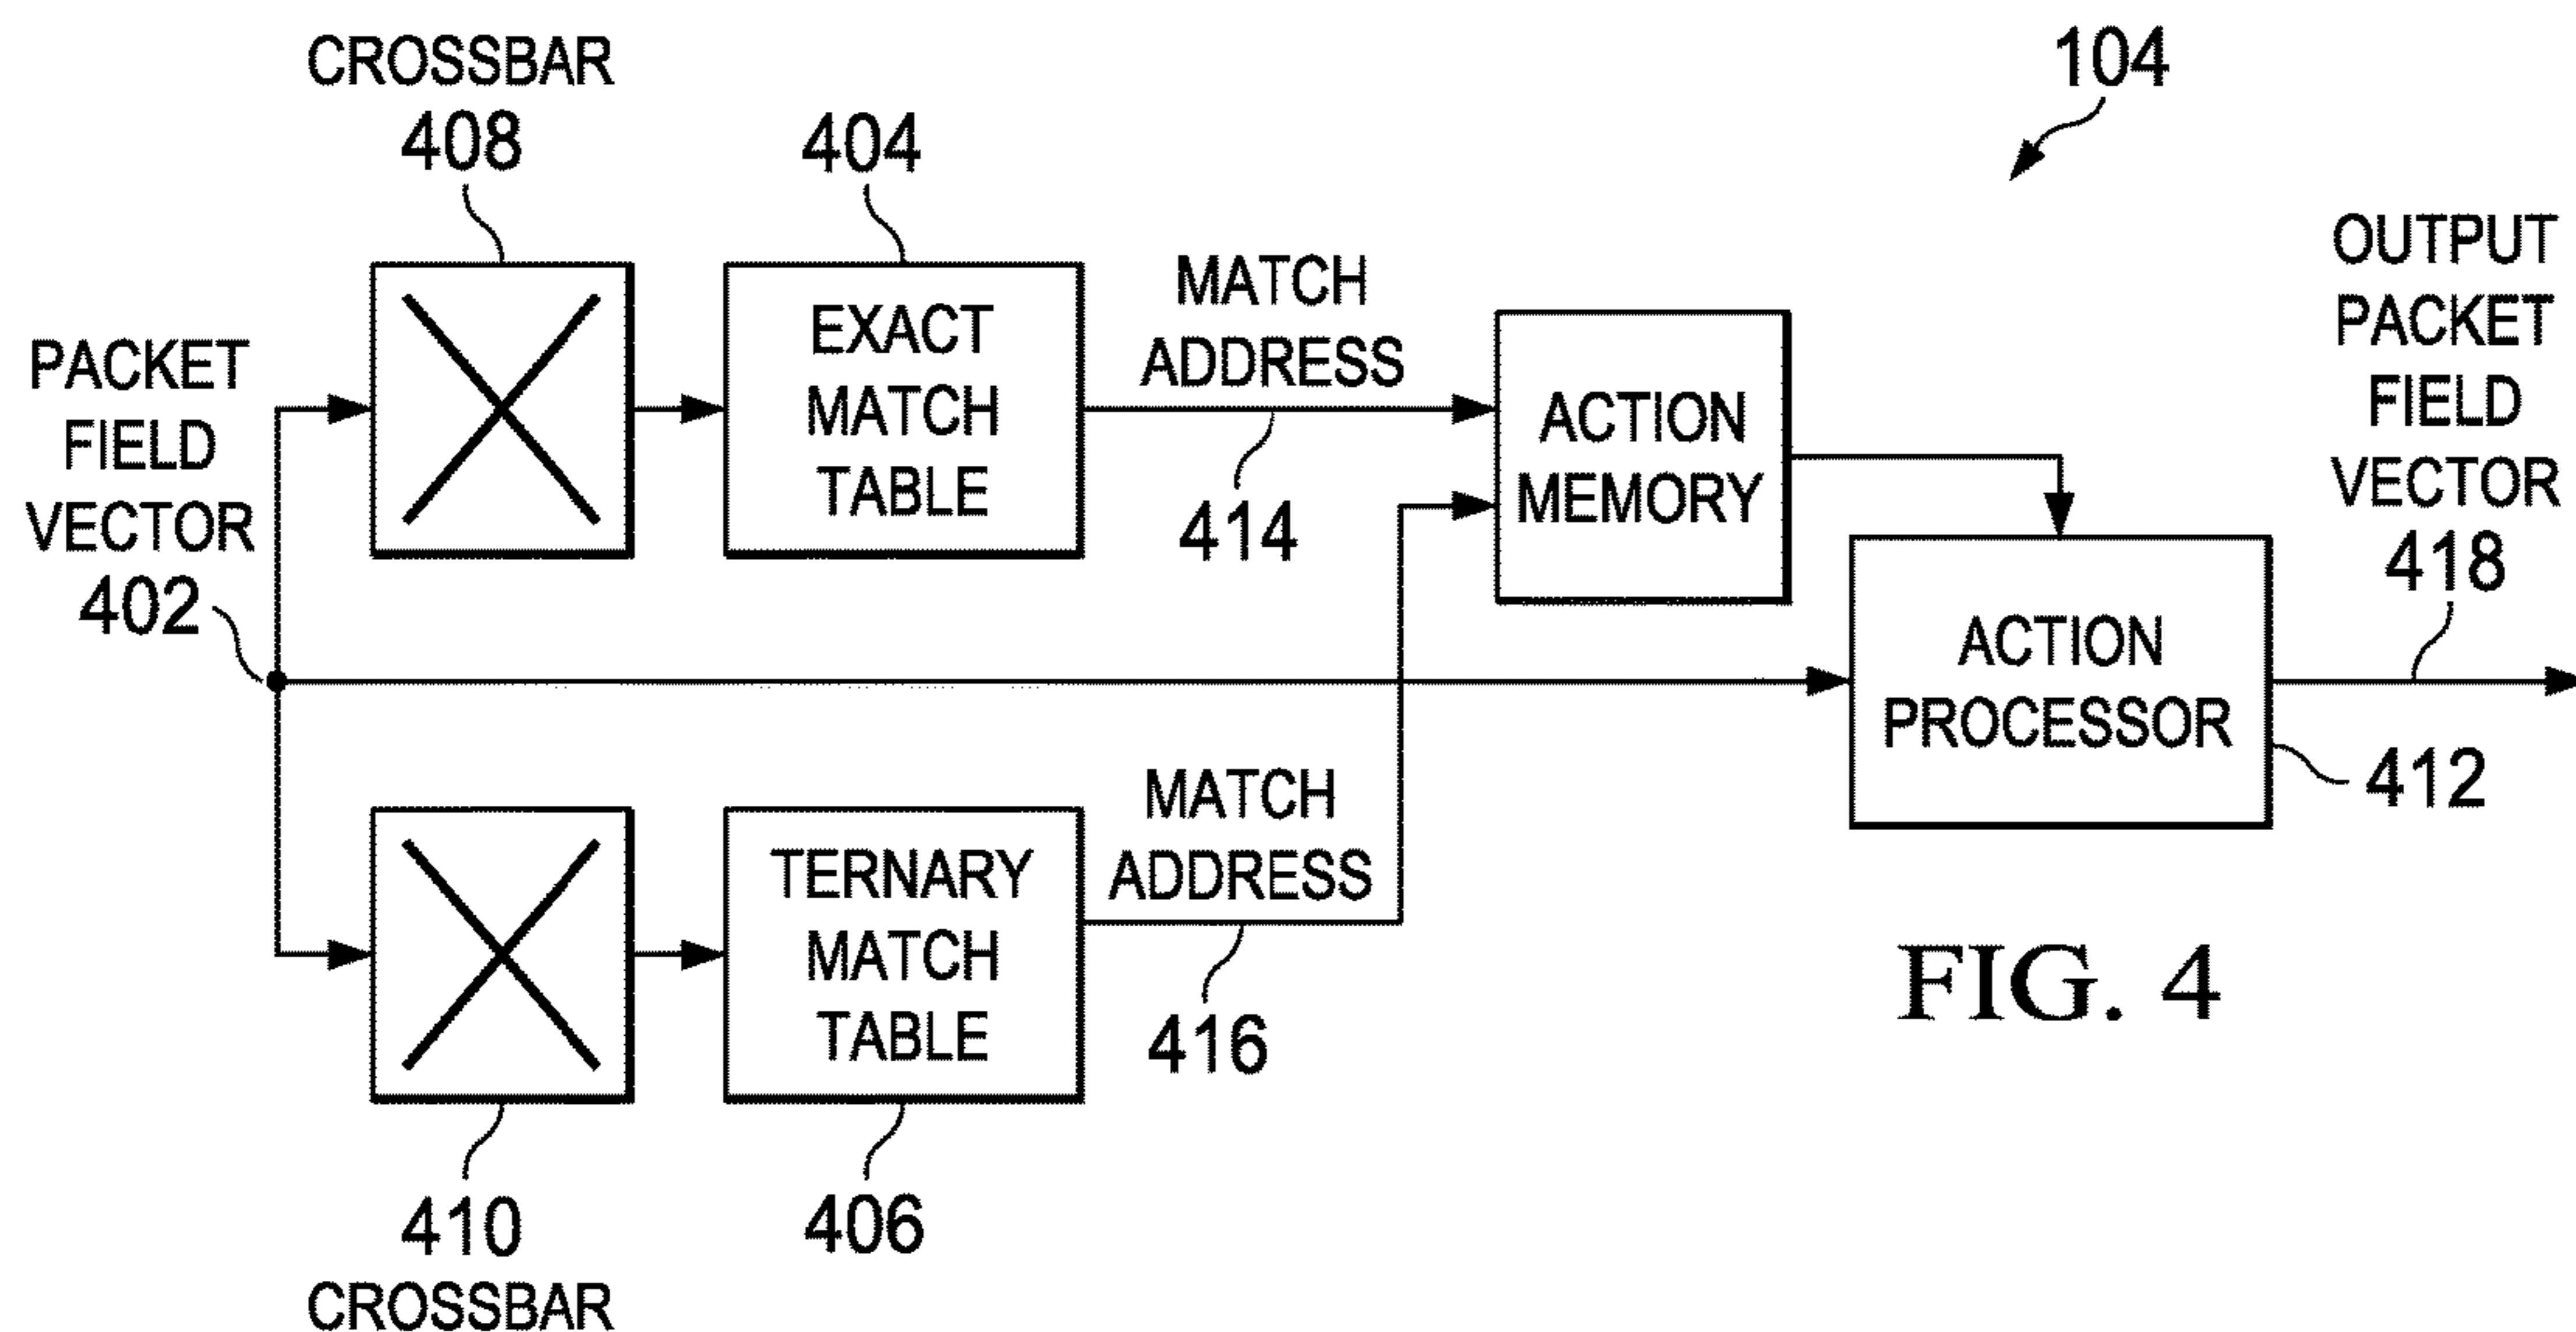 CROSSBAR
408
404
104
PACKET
FIELD
VECTOR
402
EXACT
MATCH
TABLE
MATCH
ADDRESS
414
ACTION
MEMORY
OUTPUT
PACKET
FIELD
VECTOR
418
ACTION
PROCESSOR
412
TERNARY
MATCH
TABLE
MATCH
ADDRESS
416
410
CROSSBAR
406
FIG. 4